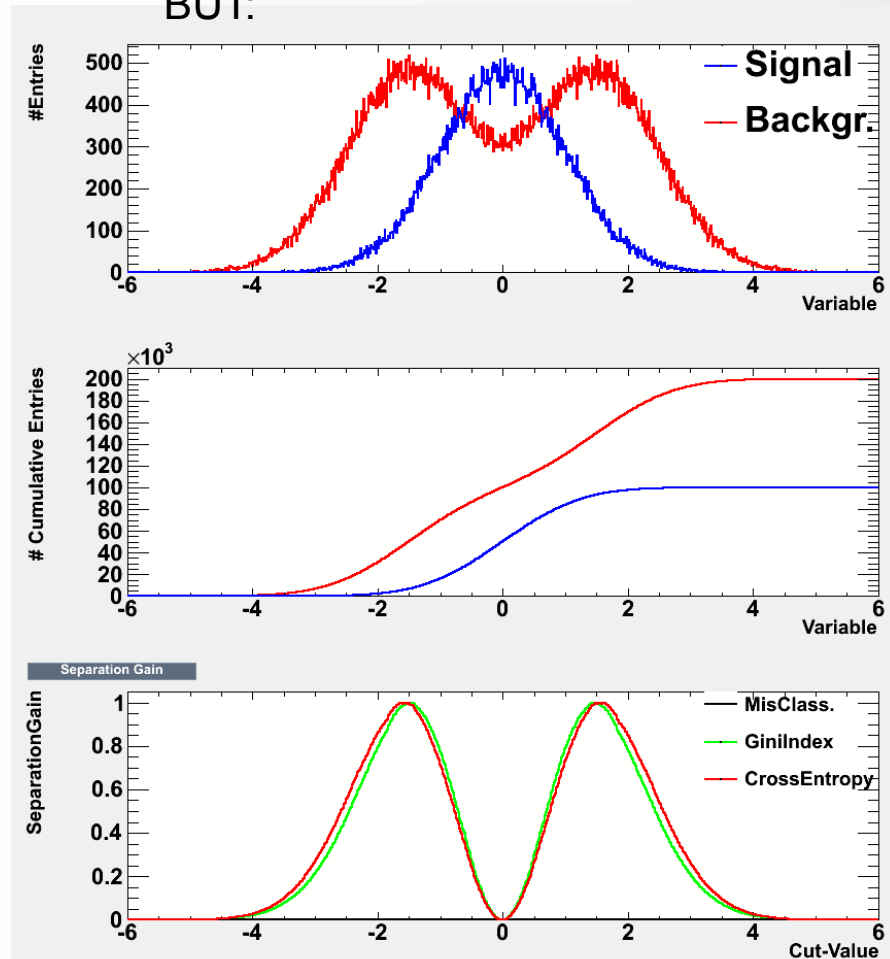 BUT:
#Entries
500
400
300
200
100
0
Signal
Backgr.
-6 -4 -2 0 2 4 6
Variable
×10³
# Cumulative Entries
200
180
160
140
120
100
80
60
40
20
0
-6 -4 -2 0 2 4 6
Variable
Separation Gain
SeparationGain
1
0.8
0.6
0.4
0.2
0
MisClass.
GiniIndex
CrossEntropy
-6 -4 -2 0 2 4 6
Cut-Value